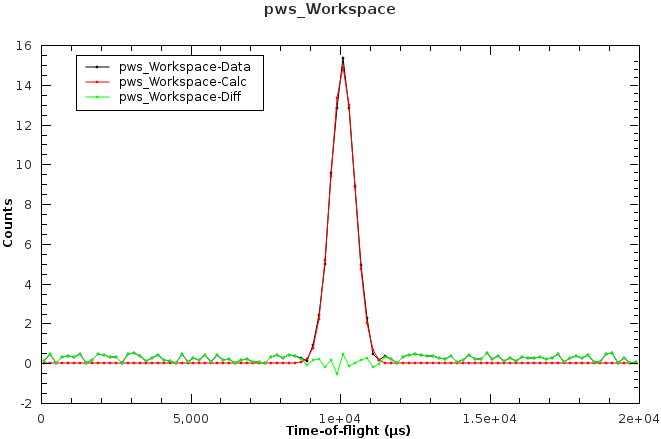 pws_Workspace
16
14
12
10
8
6
4
2
0
-2
pws_Workspace-Data
pws_Workspace-Calc
pws_Workspace-Diff
Counts
0 5,000 1e+04 1.5e+04 2e+04
Time-of-flight (µs)